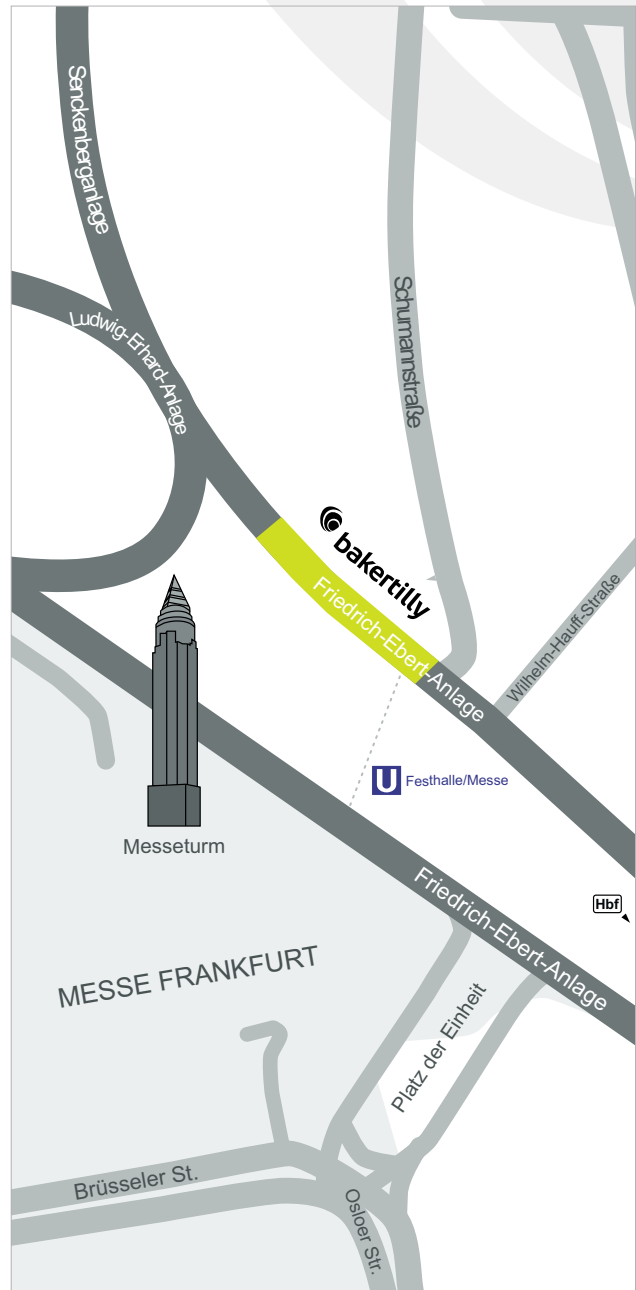 Senckenberganlage
Ludwig-Erhard-Anlage
Schumannstraße
bakertilly
Friedrich-Ebert-Anlage
Wilhelm-Hauff-Straße
U
Festhalle/Messe
Messeturm
Friedrich-Ebert-Anlage
Hbf
MESSE FRANKFURT
Platz der Einheit
Brüsseler St.
Osloer Str.